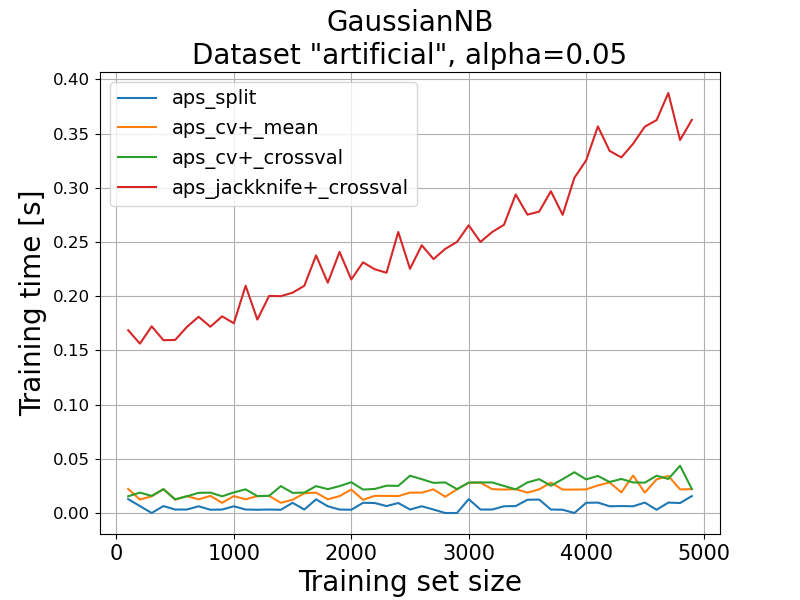 GaussianNB
Dataset "artificial", alpha=0.05
aps_split
aps_cv+_mean
aps_cv+_crossval
aps_jackknife+_crossval
Training time [s]
0.40
0.35
0.30
0.25
0.20
0.15
0.10
0.05
0.00
0 1000 2000 3000 4000 5000
Training set size